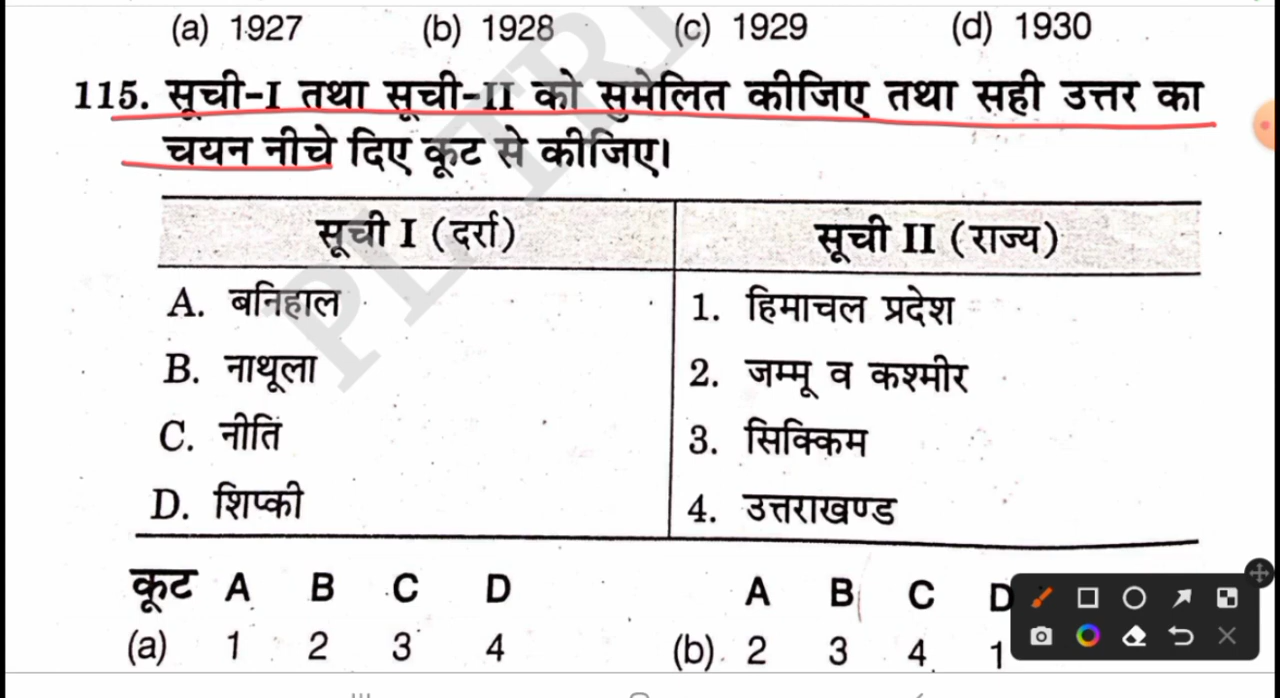 (a) 1927 (b) 1928 (c) 1929 (d) 1930
115. सूची-I तथा सूची-II को सुमेलित कीजिए तथा सही उत्तर का
चयन नीचे दिए कूट से कीजिए।
सूची I (दर्रा) सूची II (राज्य)
A. बनिहाल 1. हिमाचल प्रदेश
B. नाथूला 2. जम्मू व कश्मीर
C. नीति 3. सिक्किम
D. शिप्की 4. उत्तराखण्ड
कूट A B C D A B C D
(a) 1 2 3 4 (b) 2 3 4 1